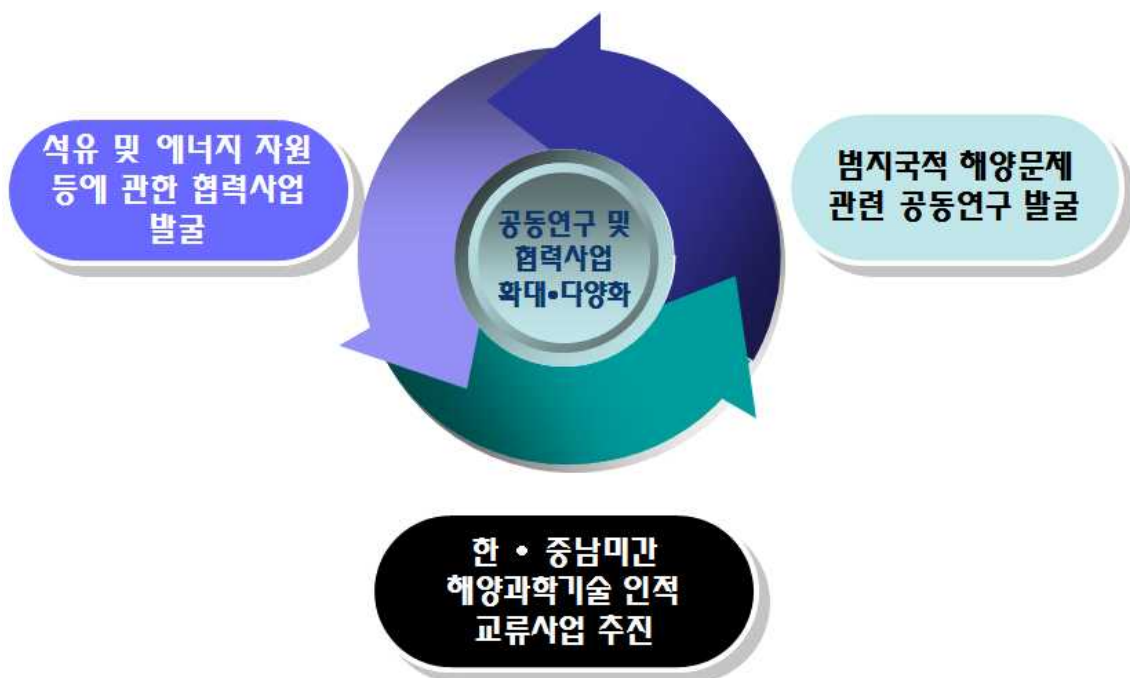 석유 및 에너지 자원
등에 관한 협력사업
발굴
범지국적 해양문제
관련 공동연구 발굴
공동연구 및
협력사업
확대•다양화
한 • 중남미간
해양과학기술 인적
교류사업 추진